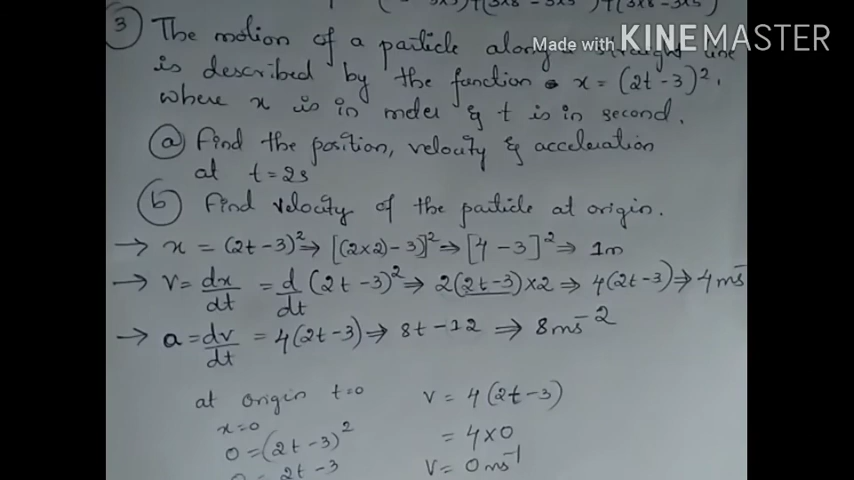 3 The motion of a particle along a straight line
Made with KINEMASTER
is described by the function x = (2t-3)².
where x is in meter & t is in second.
(a) Find the position, velocity & acceleration
at t=2s
(b) Find velocity of the particle at origin.
→ x = (2t-3)² ⇒ [(2×2)-3]² ⇒ [4-3]² ⇒ 1m
→ v = dx/dt = d/dt (2t-3)² ⇒ 2(2t-3)×2 ⇒ 4(2t-3) ⇒ 4ms⁻
→ a = dv/dt = 4(2t-3) ⇒ 8t-12 ⇒ 8ms⁻²
at origin t=0
x=0
0=(2t-3)²
2t-3
v = 4(2t-3)
= 4×0
v = 0ms⁻¹